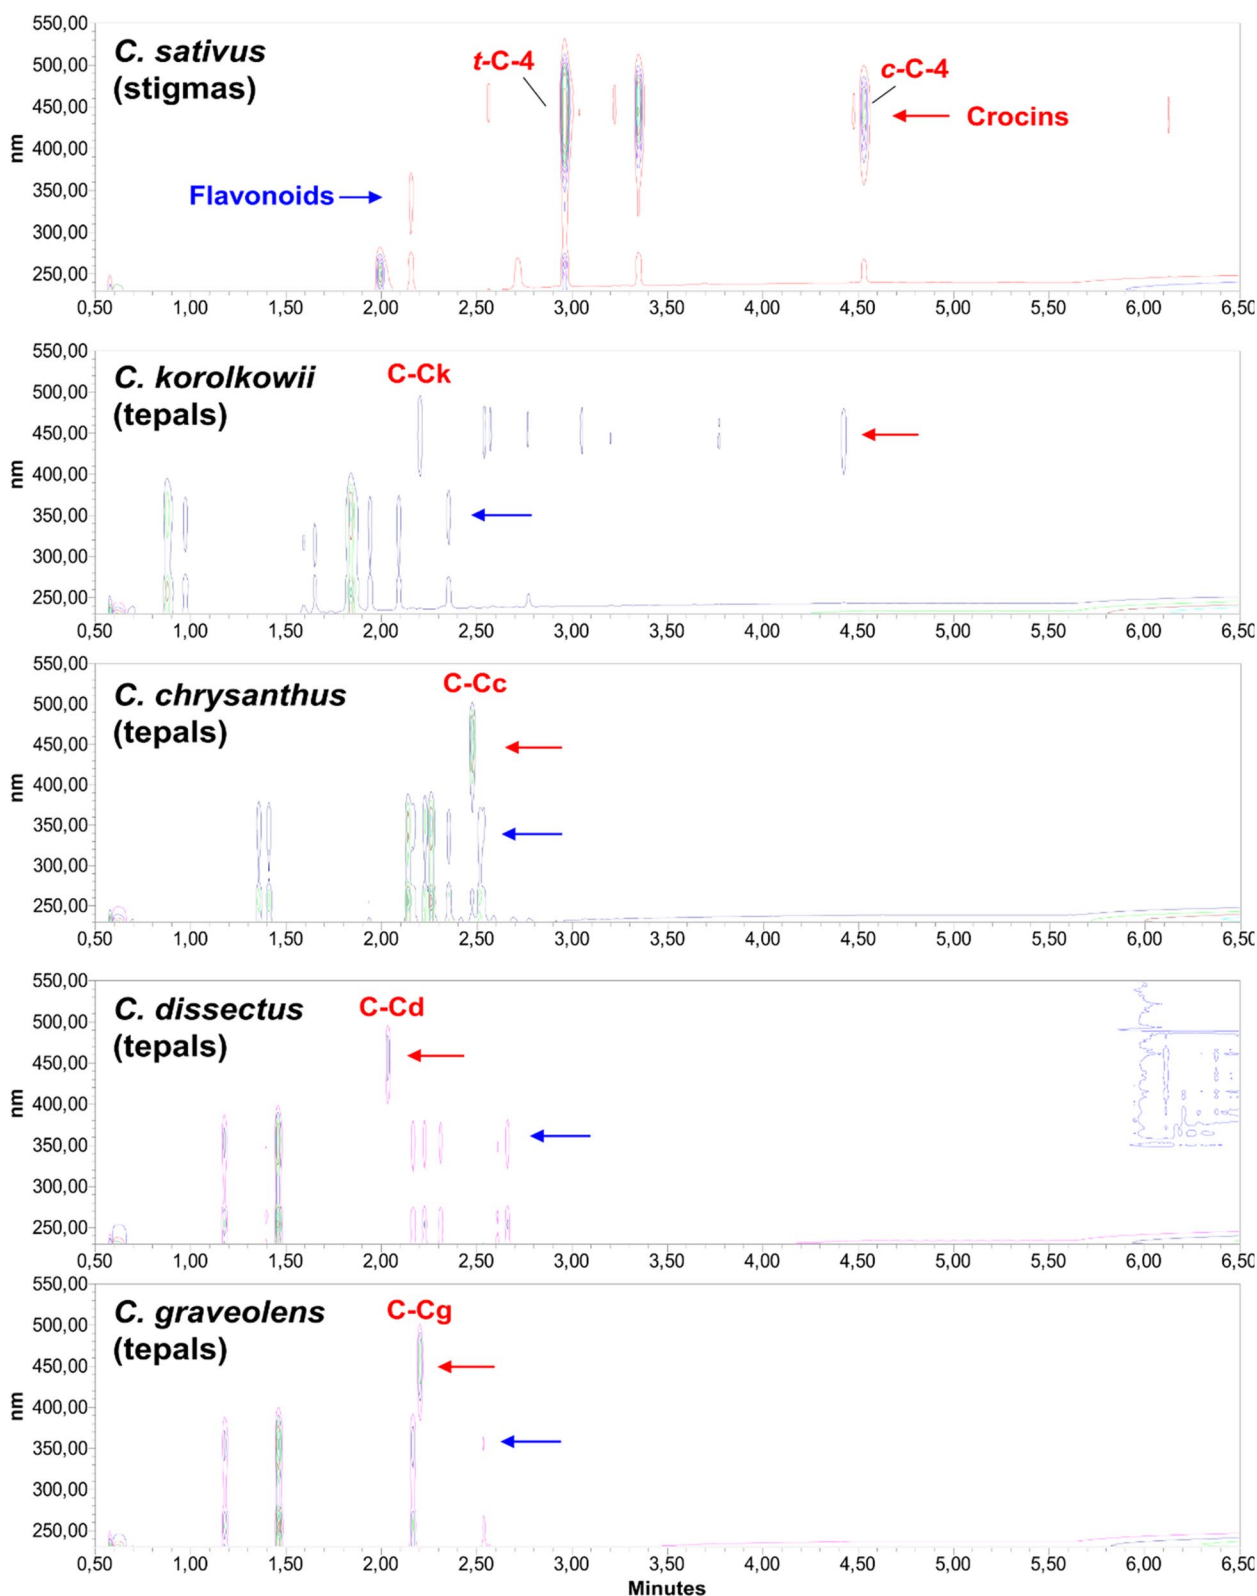 C. sativus
(stigmas)
t-C-4
c-C-4
Crocins
Flavonoids
nm
550,00
500,00
450,00
400,00
350,00
300,00
250,00
0,50 1,00 1,50 2,00 2,50 3,00 3,50 4,00 4,50 5,00 5,50 6,00 6,50
C. korolkowii
(tepals)
C-Ck
nm
550,00
500,00
450,00
400,00
350,00
300,00
250,00
0,50 1,00 1,50 2,00 2,50 3,00 3,50 4,00 4,50 5,00 5,50 6,00 6,50
C. chrysanthus
(tepals)
C-Cc
nm
550,00
500,00
450,00
400,00
350,00
300,00
250,00
0,50 1,00 1,50 2,00 2,50 3,00 3,50 4,00 4,50 5,00 5,50 6,00 6,50
C. dissectus
(tepals)
C-Cd
nm
550,00
500,00
450,00
400,00
350,00
300,00
250,00
0,50 1,00 1,50 2,00 2,50 3,00 3,50 4,00 4,50 5,00 5,50 6,00 6,50
C. graveolens
(tepals)
C-Cg
nm
550,00
500,00
450,00
400,00
350,00
300,00
250,00
0,50 1,00 1,50 2,00 2,50 3,00 3,50 4,00 4,50 5,00 5,50 6,00 6,50
Minutes